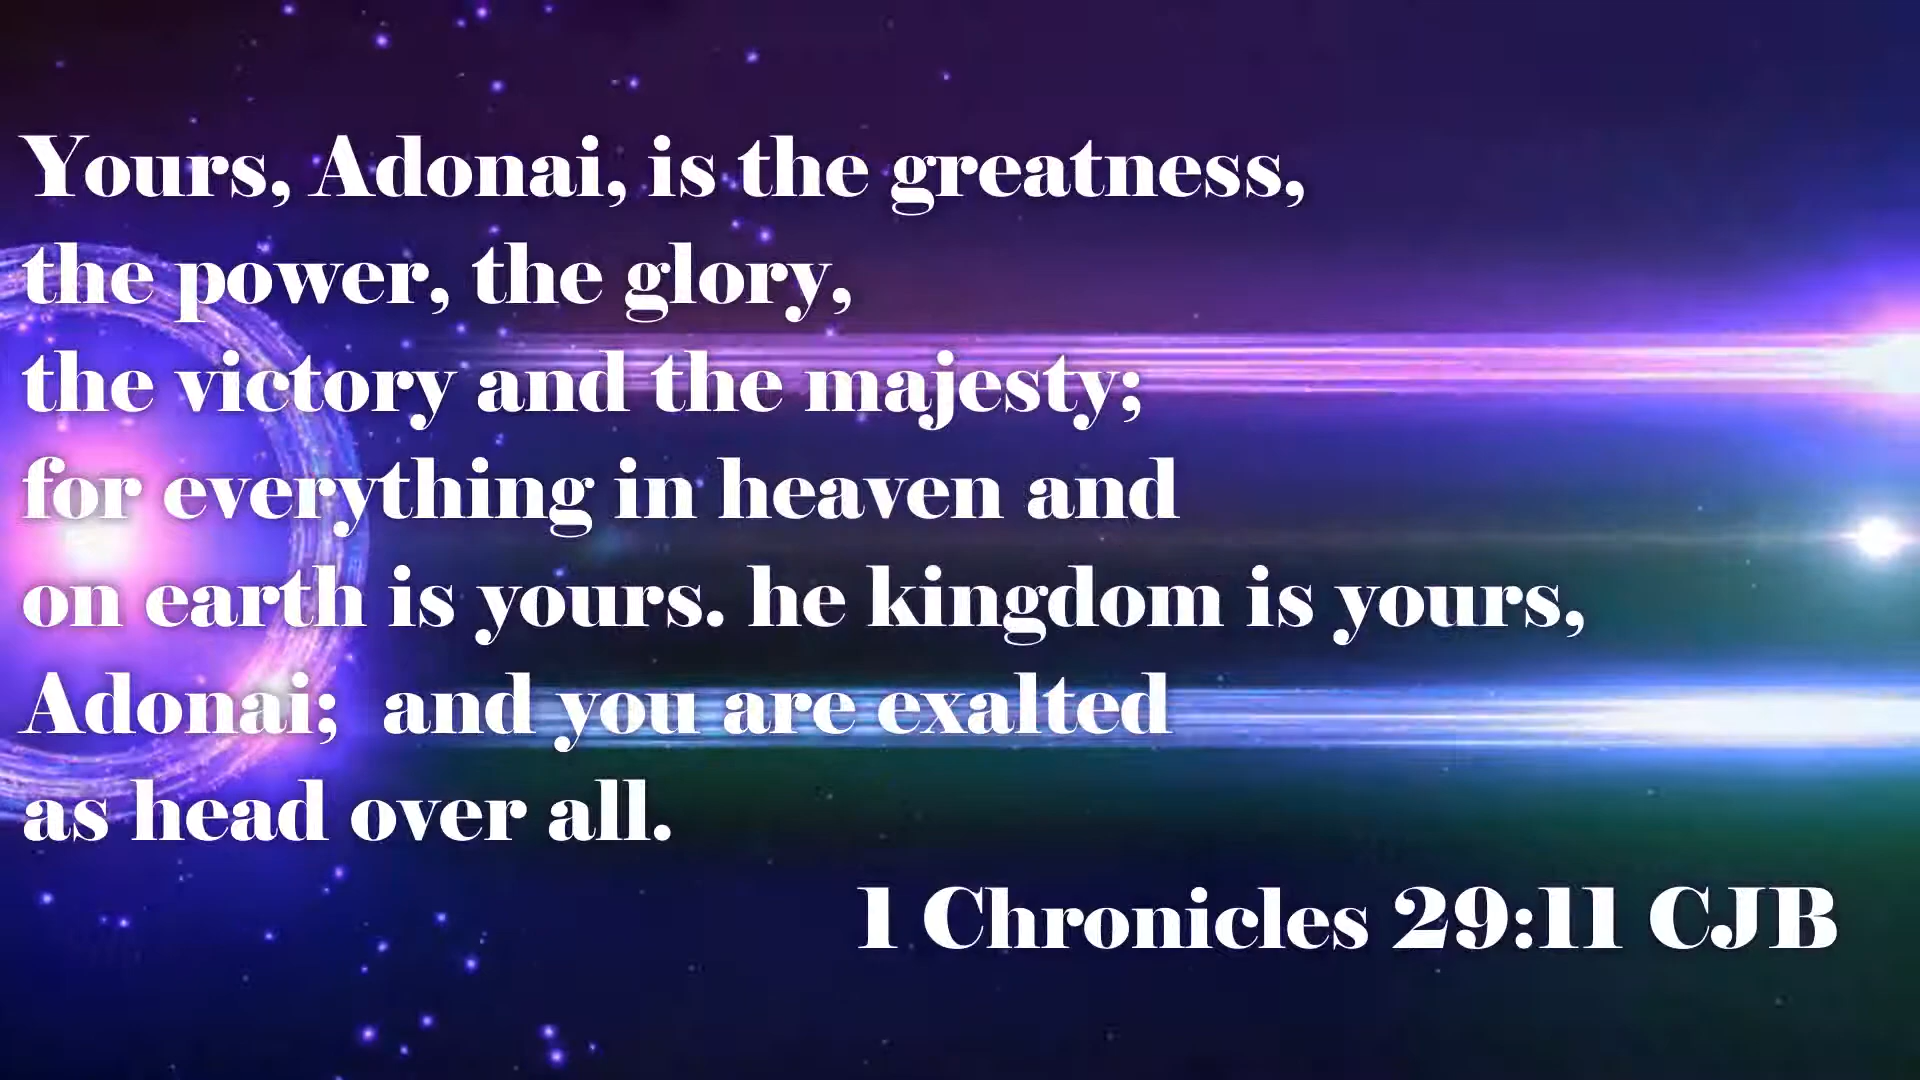 Yours, Adonai, is the greatness,
the power, the glory,
the victory and the majesty;
for everything in heaven and
on earth is yours. he kingdom is yours,
Adonai;  and you are exalted
as head over all.
1 Chronicles 29:11 CJB